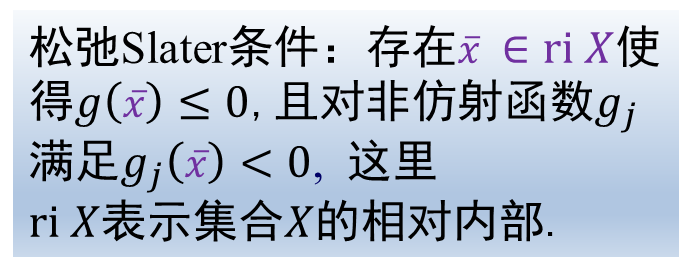 松弛Slater条件：存在x̄ ∈ ri X使
得g(x̄) ≤ 0, 且对非仿射函数gⱼ
满足gⱼ(x̄) < 0, 这里
ri X表示集合X的相对内部.